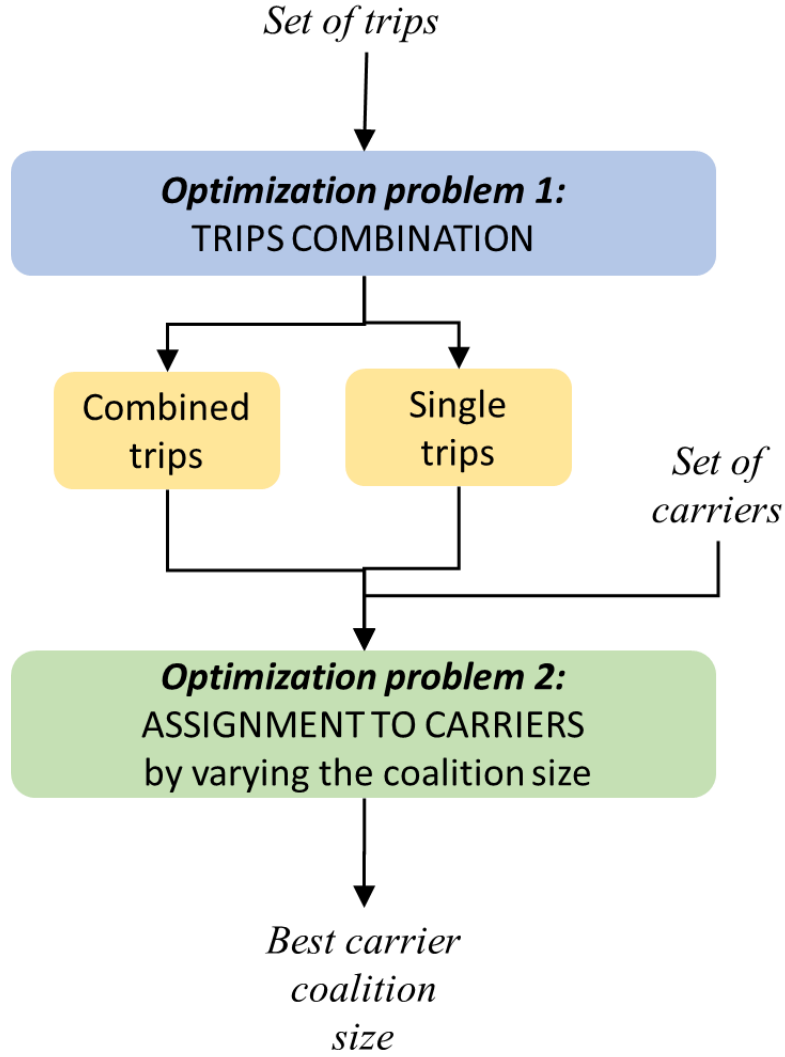 Set of trips
Optimization problem 1:
TRIPS COMBINATION
Combined
trips
Single
trips
Set of
carriers
Optimization problem 2:
ASSIGNMENT TO CARRIERS
by varying the coalition size
Best carrier
coalition
size